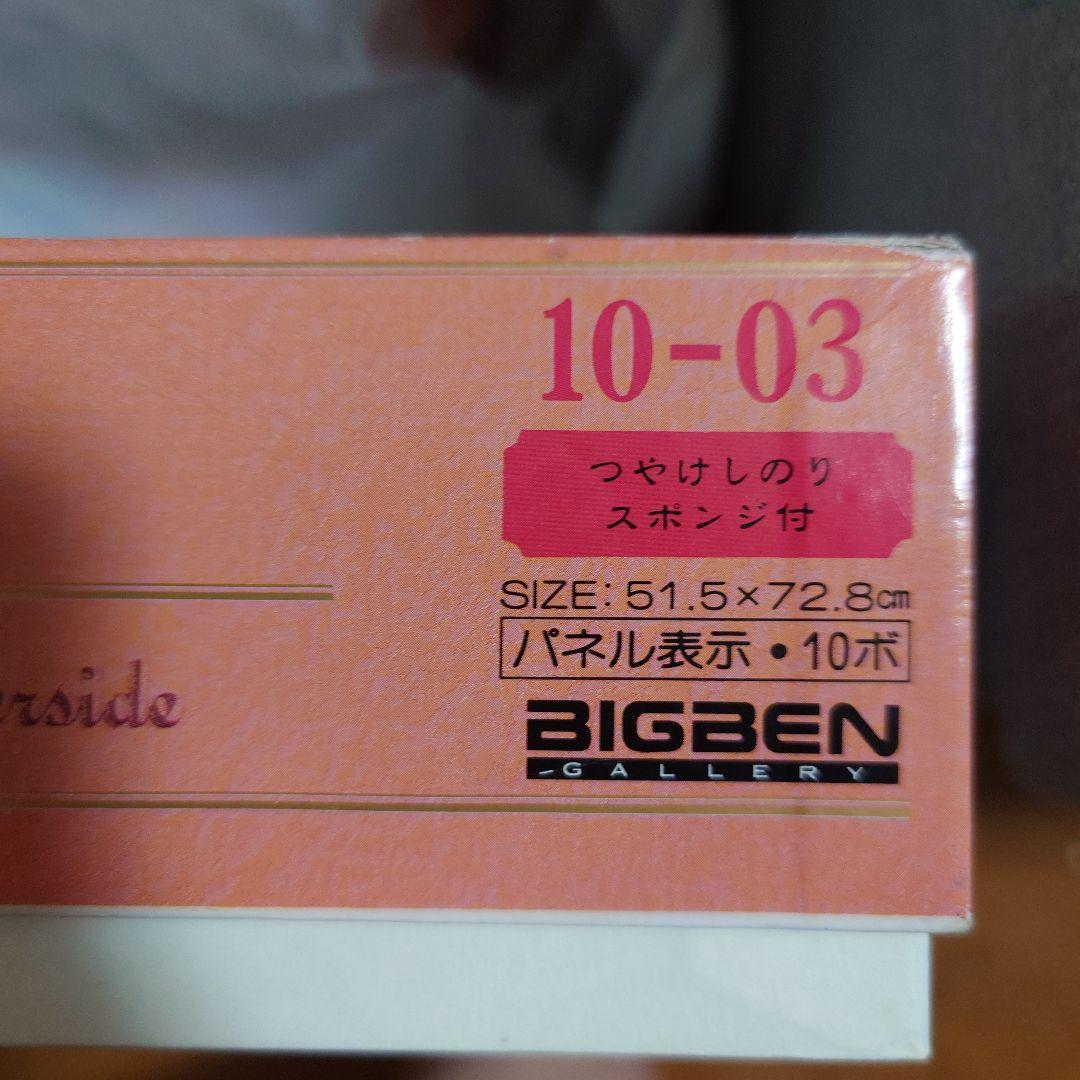 10-03
つやけしのり
スポンジ付
SIZE: 51.5×72.8cm
パネル表示・10ボ
erside
BIGBEN
GALLERY